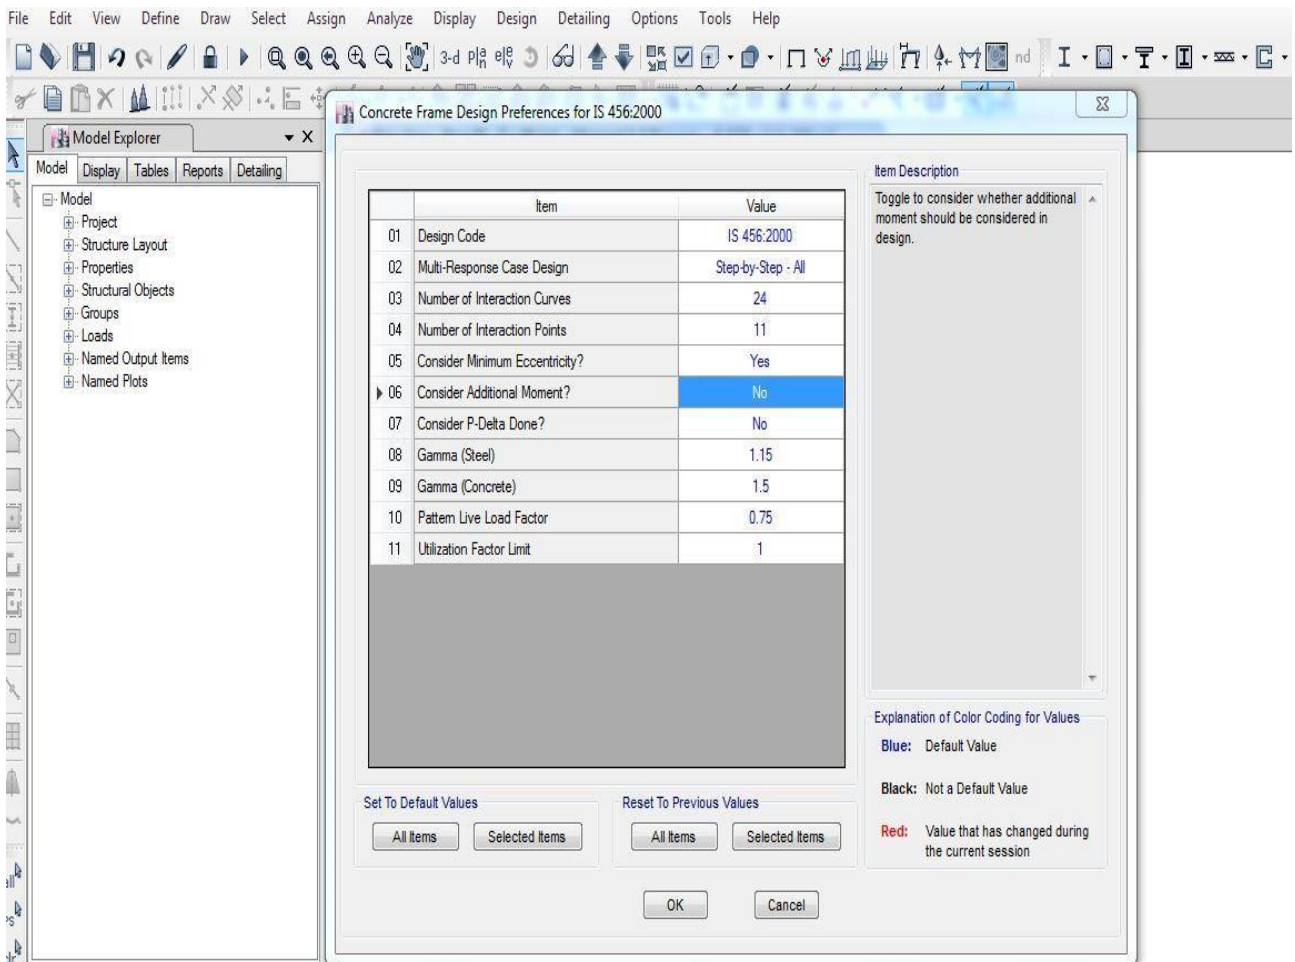 File Edit View Define Draw Select Assign Analyze Display Design Detailing Options Tools Help
3-d nd
Model Explorer
Model Display Tables Reports Detailing
Model
Project
Structure Layout
Properties
Structural Objects
Groups
Loads
Named Output Items
Named Plots
Concrete Frame Design Preferences for IS 456:2000
Item Value
01 Design Code IS 456:2000
02 Multi-Response Case Design Step-by-Step - All
03 Number of Interaction Curves 24
04 Number of Interaction Points 11
05 Consider Minimum Eccentricity? Yes
06 Consider Additional Moment? No
07 Consider P-Delta Done? No
08 Gamma (Steel) 1.15
09 Gamma (Concrete) 1.5
10 Pattern Live Load Factor 0.75
11 Utilization Factor Limit 1
Item Description
Toggle to consider whether additional
moment should be considered in
design.
Explanation of Color Coding for Values
Blue: Default Value
Black: Not a Default Value
Red: Value that has changed during
the current session
Set To Default Values
All Items Selected Items
Reset To Previous Values
All Items Selected Items
OK Cancel